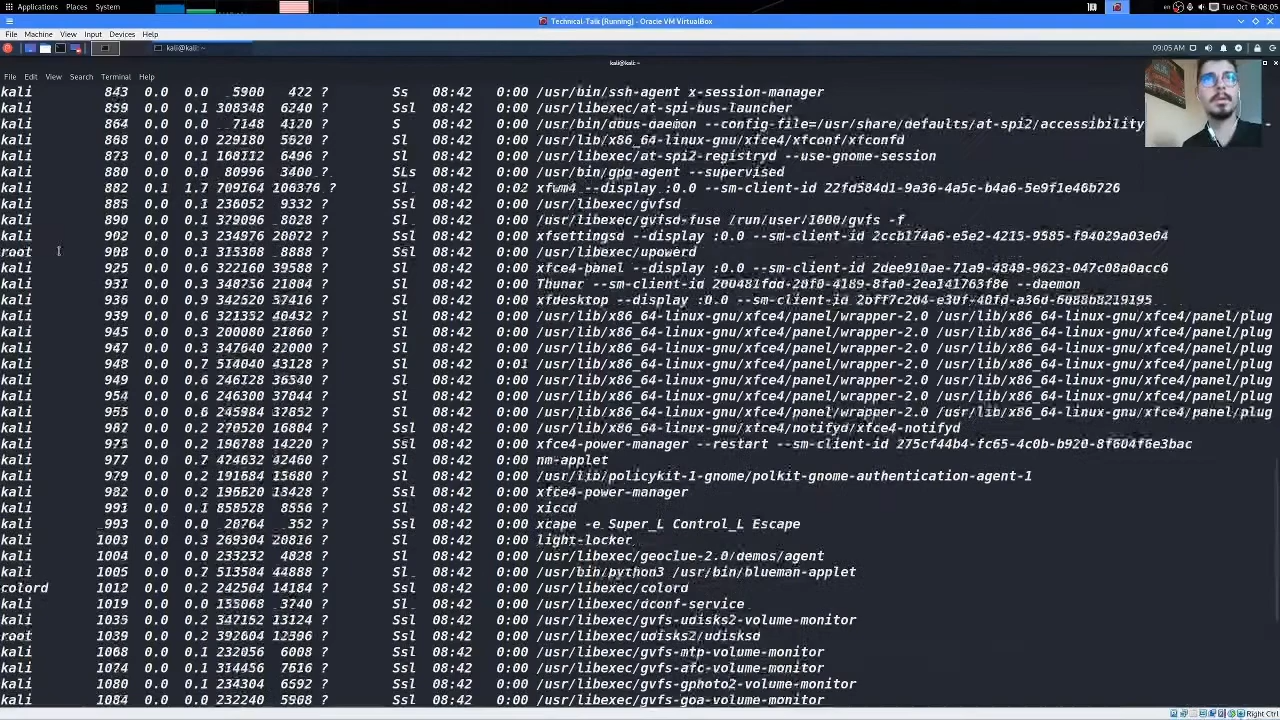 Applications Places System en Tue Oct 6, 08:05
Technical-Talk [Running] - Oracle VM VirtualBox
File Machine View Input Devices Help
kali@kali: ~ 09:05 AM
kali@kali: ~
File Edit View Search Terminal Help
kali 843 0.0 0.0 5900 472 ? Ss 08:42 0:00 /usr/bin/ssh-agent x-session-manager
kali 859 0.0 0.1 308348 6240 ? Ssl 08:42 0:00 /usr/libexec/at-spi-bus-launcher
kali 864 0.0 0.0 7148 4120 ? S 08:42 0:00 /usr/bin/dbus-daemon --config-file=/usr/share/defaults/at-spi2/accessibility
kali 868 0.0 0.0 229180 5620 ? Sl 08:42 0:00 /usr/lib/x86_64-linux-gnu/xfce4/xfconf/xfconfd
kali 873 0.0 0.1 168712 6496 ? Sl 08:42 0:00 /usr/libexec/at-spi2-registryd --use-gnome-session
kali 880 0.0 0.0 80996 3400 ? SLs 08:42 0:00 /usr/bin/gpg-agent --supervised
kali 882 0.1 1.7 709164 106376 ? Sl 08:42 0:02 xfwm4 --display :0.0 --sm-client-id 22fd584d1-9a36-4a5c-b4a6-5e9f1e46b726
kali 885 0.0 0.1 236052 9332 ? Ssl 08:42 0:00 /usr/libexec/gvfsd
kali 890 0.0 0.1 379096 8028 ? Sl 08:42 0:00 /usr/libexec/gvfsd-fuse /run/user/1000/gvfs -f
kali 902 0.0 0.3 234976 20072 ? Ssl 08:42 0:00 xfsettingsd --display :0.0 --sm-client-id 2ccb174a6-e5e2-4215-9585-f94029a03e04
root 908 0.0 0.1 315308 8888 ? Ssl 08:42 0:00 /usr/libexec/upowerd
kali 925 0.0 0.6 322160 39588 ? Sl 08:42 0:00 xfce4-panel --display :0.0 --sm-client-id 2dee910ae-71a9-4849-9623-047c08a0acc6
kali 931 0.0 0.3 340756 21884 ? Sl 08:42 0:00 Thunar --sm-client-id 200481fdd-2df0-4189-8fa0-2ea141763f8e --daemon
kali 936 0.0 0.9 342520 57416 ? Sl 08:42 0:00 xfdesktop --display :0.0 --sm-client-id
kali 939 0.0 0.6 321352 40432 ? Sl 08:42 0:00 /usr/lib/x86_64-linux-gnu/xfce4/panel/wrapper-2.0 /usr/lib/x86_64-linux-gnu/xfce4/panel/plug
kali 945 0.0 0.3 200080 21860 ? Sl 08:42 0:00 /usr/lib/x86_64-linux-gnu/xfce4/panel/wrapper-2.0 /usr/lib/x86_64-linux-gnu/xfce4/panel/plug
kali 947 0.0 0.3 347640 22000 ? Sl 08:42 0:00 /usr/lib/x86_64-linux-gnu/xfce4/panel/wrapper-2.0 /usr/lib/x86_64-linux-gnu/xfce4/panel/plug
kali 948 0.0 0.7 514040 43128 ? Sl 08:42 0:01 /usr/lib/x86_64-linux-gnu/xfce4/panel/wrapper-2.0 /usr/lib/x86_64-linux-gnu/xfce4/panel/plug
kali 949 0.0 0.6 246128 36540 ? Sl 08:42 0:00 /usr/lib/x86_64-linux-gnu/xfce4/panel/wrapper-2.0 /usr/lib/x86_64-linux-gnu/xfce4/panel/plug
kali 954 0.0 0.6 246300 37044 ? Sl 08:42 0:00 /usr/lib/x86_64-linux-gnu/xfce4/panel/wrapper-2.0 /usr/lib/x86_64-linux-gnu/xfce4/panel/plug
kali 955 0.0 0.6 245984 37652 ? Sl 08:42 0:00 /usr/lib/x86_64-linux-gnu/xfce4/panel/wrapper-2.0 /usr/lib/x86_64-linux-gnu/xfce4/panel/plug
kali 967 0.0 0.2 270520 16884 ? Sl 08:42 0:00 /usr/lib/x86_64-linux-gnu/xfce4/notifyd/xfce4-notifyd
kali 975 0.0 0.2 196788 14220 ? Ssl 08:42 0:00 xfce4-power-manager --restart --sm-client-id 275cf44b4-fc65-4c0b-b920-8f604f6e3bac
kali 977 0.0 0.7 424632 42460 ? Sl 08:42 0:00 nm-applet
kali 979 0.0 0.2 191584 15680 ? Sl 08:42 0:00 /usr/lib/policykit-1-gnome/polkit-gnome-authentication-agent-1
kali 982 0.0 0.2 195520 13428 ? Ssl 08:42 0:00 xfce4-power-manager
kali 991 0.0 0.1 858528 8556 ? Sl 08:42 0:00 xiccd
kali 993 0.0 0.0 20764 352 ? Ssl 08:42 0:00 xcape -e Super_L Control_L Escape
kali 1003 0.0 0.3 269304 20816 ? Sl 08:42 0:00 light-locker
kali 1004 0.0 0.0 233232 4828 ? Sl 08:42 0:00 /usr/libexec/geoclue-2.0/demos/agent
kali 1005 0.0 0.7 513584 44888 ? Sl 08:42 0:00 /usr/bin/python3 /usr/bin/blueman-applet
colord 1012 0.0 0.2 242564 14184 ? Ssl 08:42 0:00 /usr/libexec/colord
kali 1019 0.0 0.0 155068 3740 ? Sl 08:42 0:00 /usr/libexec/dconf-service
kali 1035 0.0 0.2 347152 13124 ? Ssl 08:42 0:00 /usr/libexec/gvfs-udisks2-volume-monitor
root 1039 0.0 0.2 392604 12596 ? Ssl 08:42 0:00 /usr/libexec/udisks2/udisksd
kali 1068 0.0 0.1 232056 6008 ? Ssl 08:42 0:00 /usr/libexec/gvfs-mtp-volume-monitor
kali 1074 0.0 0.1 314456 7616 ? Ssl 08:42 0:00 /usr/libexec/gvfs-afc-volume-monitor
kali 1080 0.0 0.1 234304 6592 ? Ssl 08:42 0:00 /usr/libexec/gvfs-gphoto2-volume-monitor
kali 1084 0.0 0.0 232240 5968 ? Ssl 08:42 0:00 /usr/libexec/gvfs-goa-volume-monitor
Right Ctrl